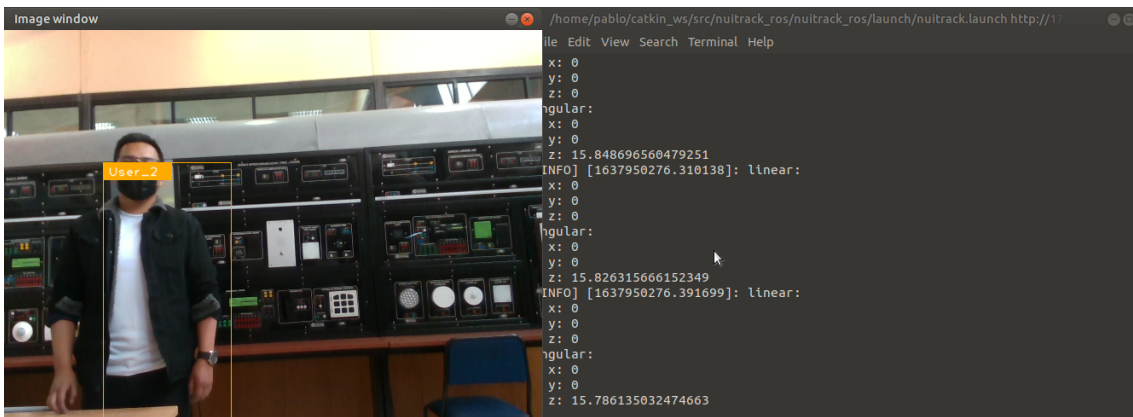 Image window
User_2
/home/pablo/catkin_ws/src/nuitrack_ros/nuitrack_ros/launch/nuitrack.launch http://17
ile Edit View Search Terminal Help
x: 0
y: 0
z: 0
ngular:
x: 0
y: 0
z: 15.848696560479251
INFO] [1637950276.310138]: linear:
x: 0
y: 0
z: 0
ngular:
x: 0
y: 0
z: 15.826315666152349
INFO] [1637950276.391699]: linear:
x: 0
y: 0
z: 0
ngular:
x: 0
y: 0
z: 15.786135032474663